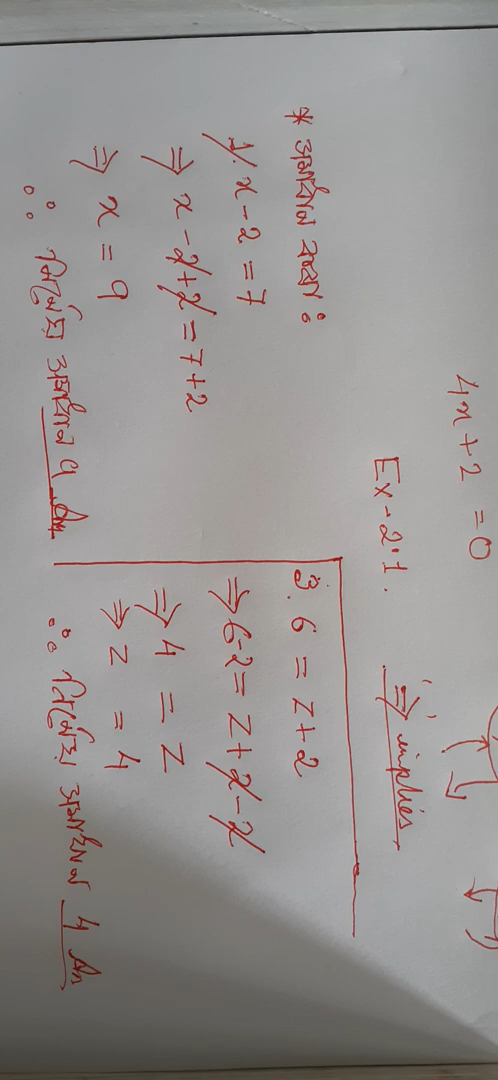 4x + 2 = 0
Ex - 2.1.
'⇒' implies.
* সমাধান করো :
1. x - 2 = 7
⇒ x - 2 + 2 = 7 + 2
⇒ x = 9
∴ সমাধান 9 Ans
3. 6 = z + 2
⇒ 6 - 2 = z + 2 - 2
⇒ 4 = z
⇒ z = 4
∴ সমাধান 4 An